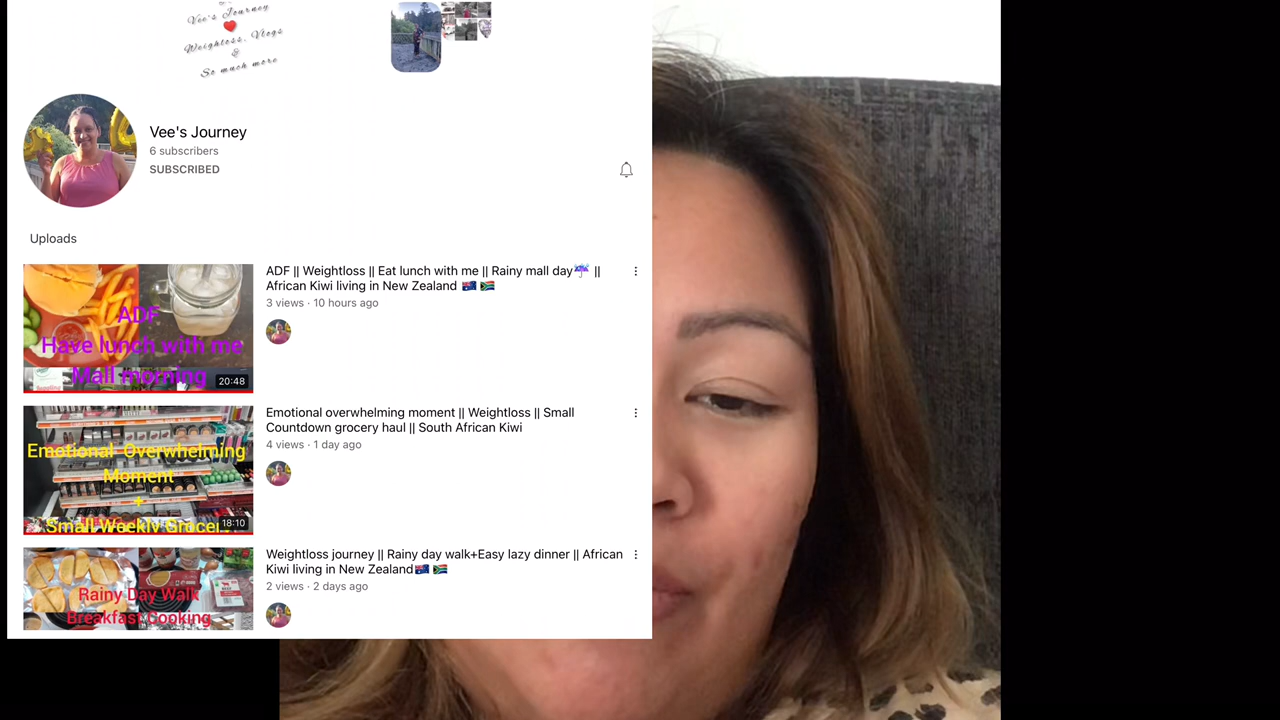 Vee's Journey
Weightloss, Vlogs
&
So much more
Vee's Journey
6 subscribers
SUBSCRIBED
Uploads
ADF || Weightloss || Eat lunch with me || Rainy mall day☔ ||
African Kiwi living in New Zealand 🇦🇺 🇿🇦
3 views · 10 hours ago
ADF
Have lunch with me
Mall morning
20:48
Emotional overwhelming moment || Weightloss || Small
Countdown grocery haul || South African Kiwi
4 views · 1 day ago
Emotional Overwhelming
Moment
+
Small Weekly Grocer
18:10
Weightloss journey || Rainy day walk+Easy lazy dinner || African
Kiwi living in New Zealand🇦🇺 🇿🇦
2 views · 2 days ago
Rainy Day Walk
Breakfast Cooking